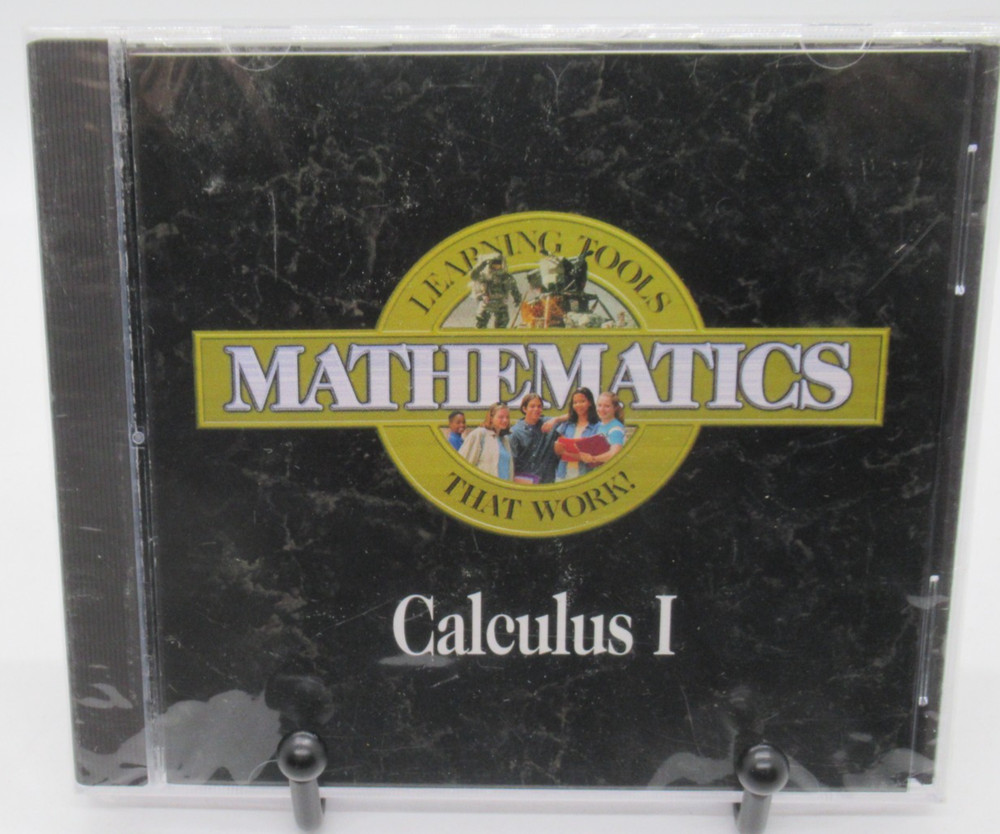 LEARNING TOOLS
MATHEMATICS
THAT WORK!
Calculus I